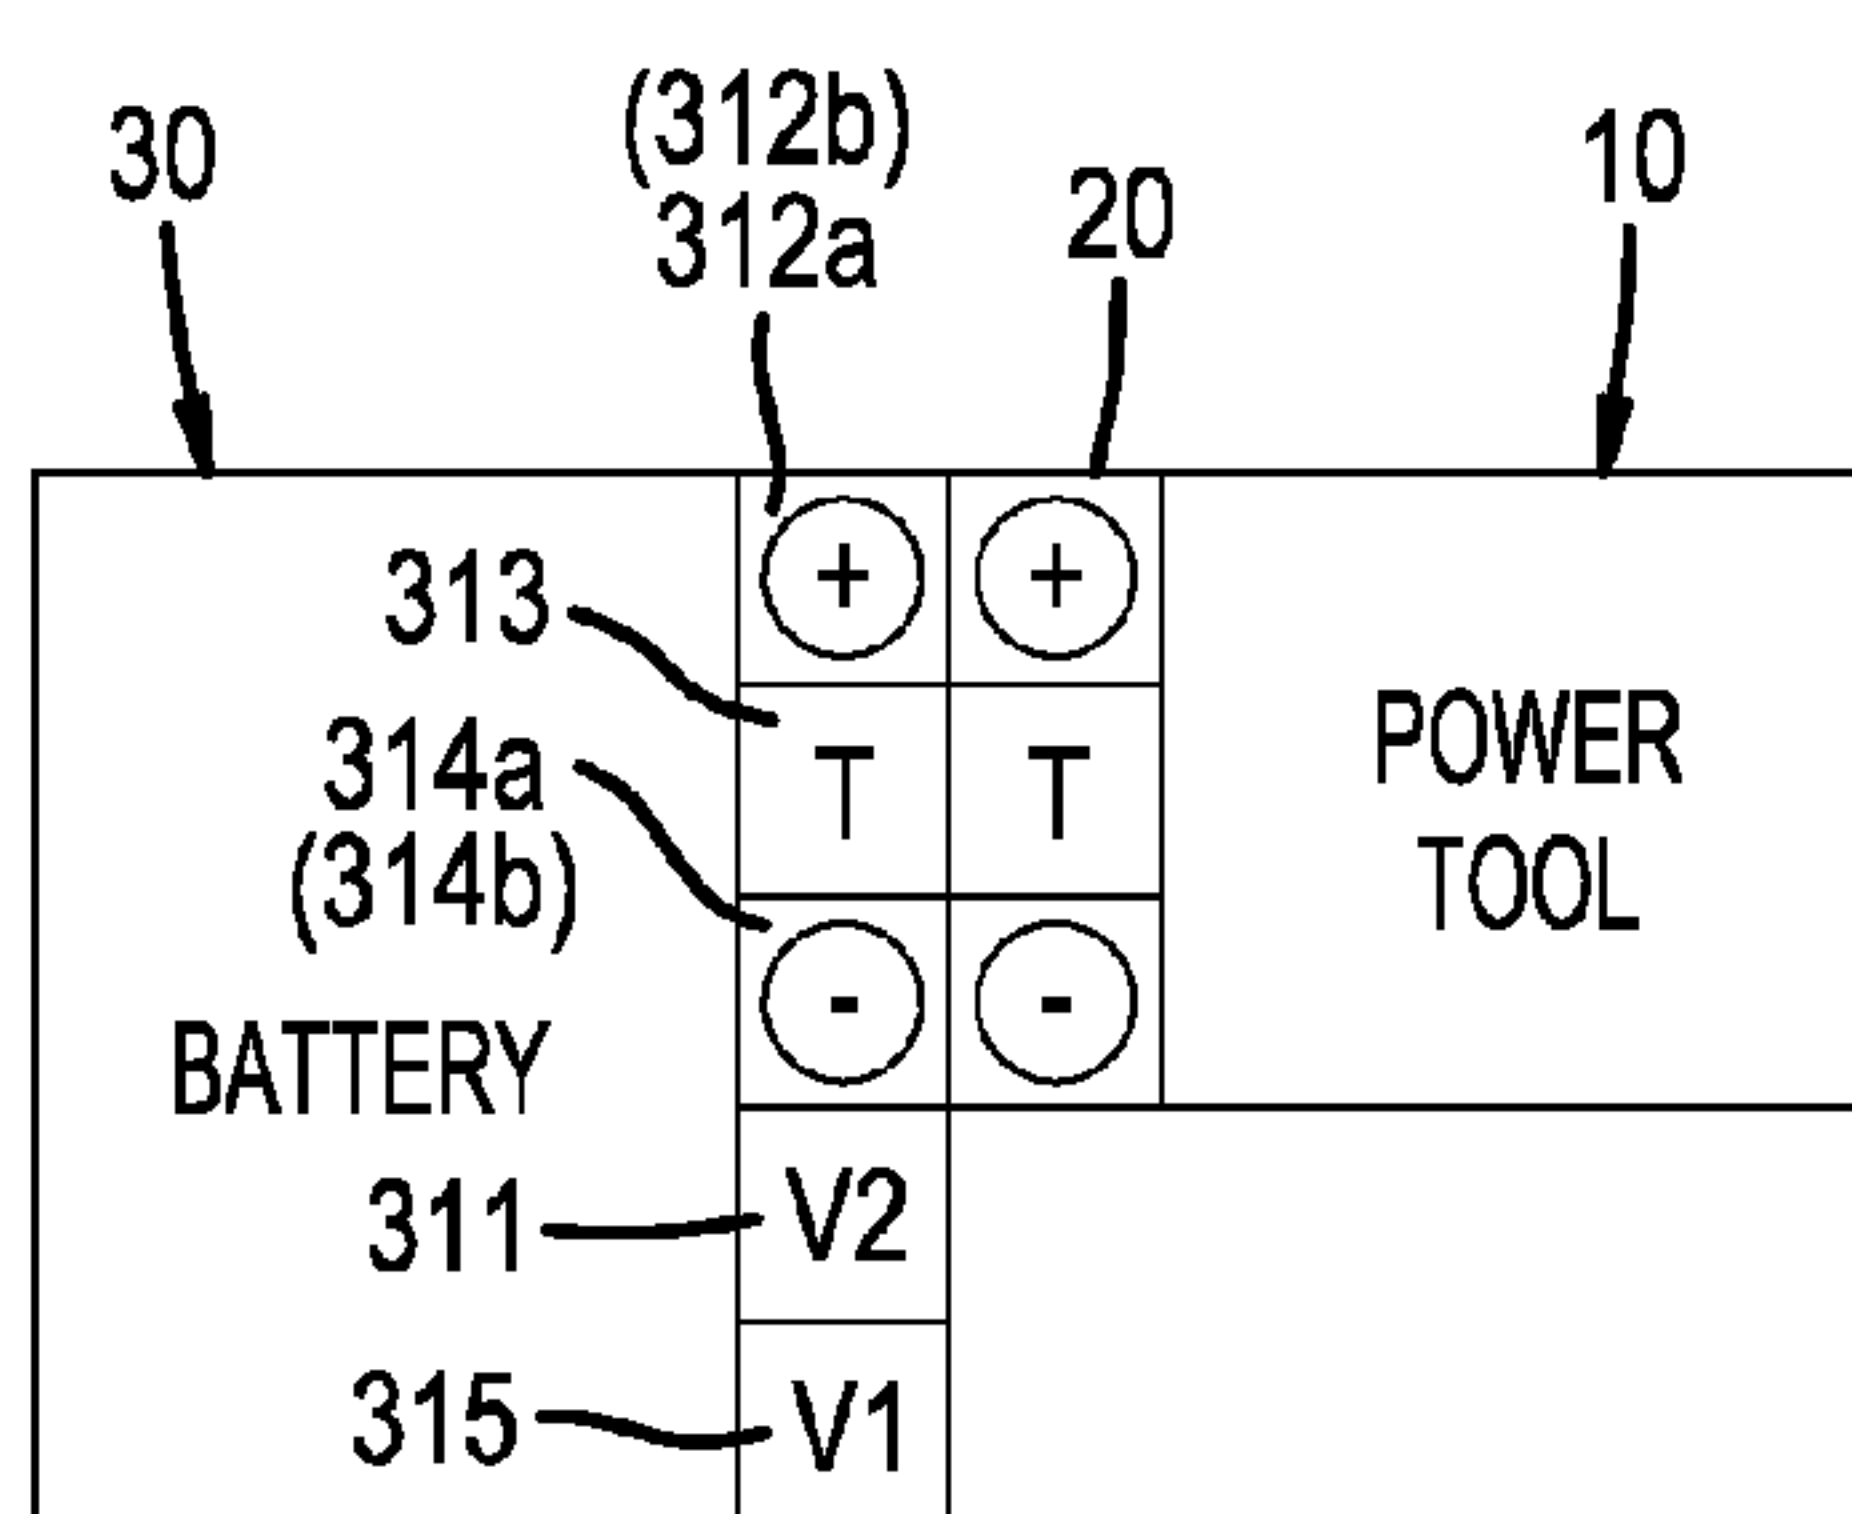 (312b)
30
312a
20
10
+ +
313
T T
POWER
314a
TOOL
(314b)
- -
BATTERY
311
V2
315
V1